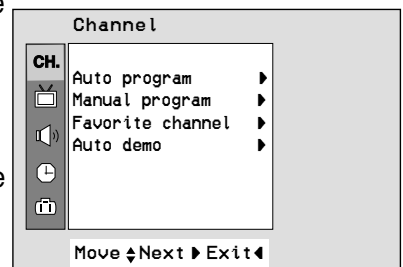 e
Channel
CH.
Auto program
Manual program
Favorite channel
Auto demo
e
Move Next Exit